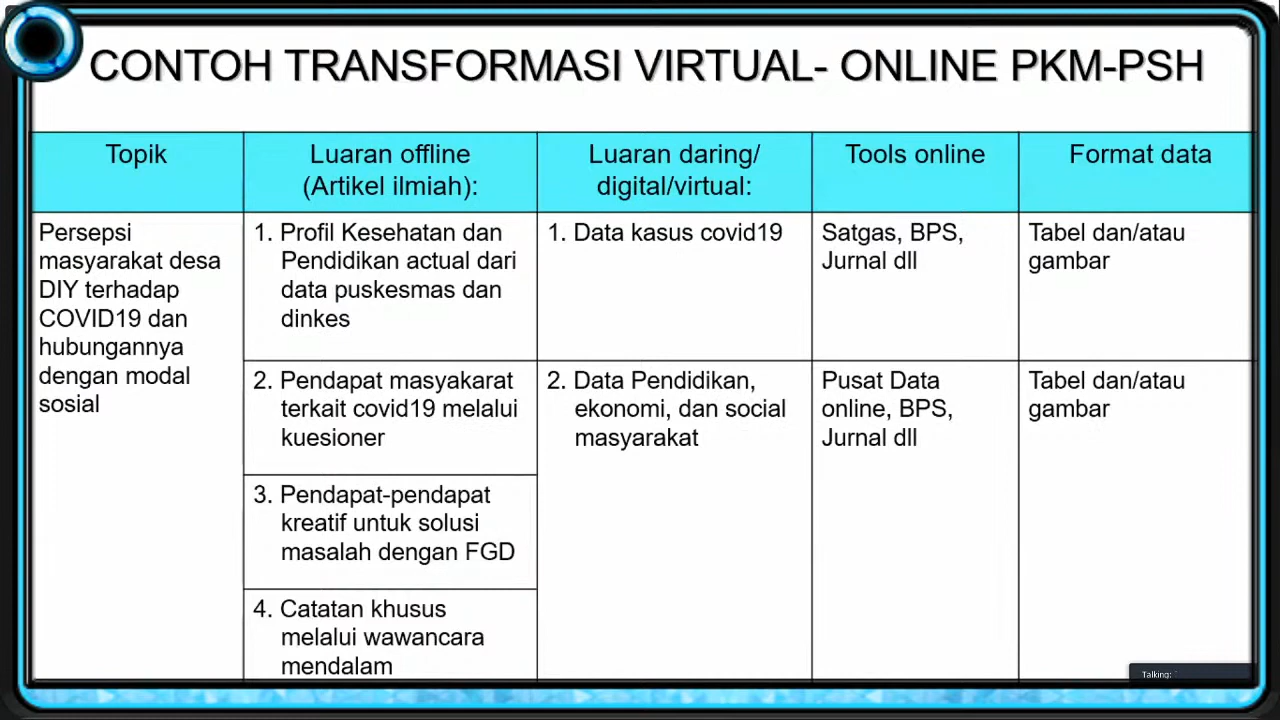 CONTOH TRANSFORMASI VIRTUAL- ONLINE PKM-PSH
Topik
Luaran offline
(Artikel ilmiah):
Luaran daring/
digital/virtual:
Tools online
Format data
Persepsi
masyarakat desa
DIY terhadap
COVID19 dan
hubungannya
dengan modal
sosial
1. Profil Kesehatan dan
Pendidikan actual dari
data puskesmas dan
dinkes
1. Data kasus covid19
Satgas, BPS,
Jurnal dll
Tabel dan/atau
gambar
2. Pendapat masyakarat
terkait covid19 melalui
kuesioner
2. Data Pendidikan,
ekonomi, dan social
masyarakat
Pusat Data
online, BPS,
Jurnal dll
Tabel dan/atau
gambar
3. Pendapat-pendapat
kreatif untuk solusi
masalah dengan FGD
4. Catatan khusus
melalui wawancara
mendalam
Talking: